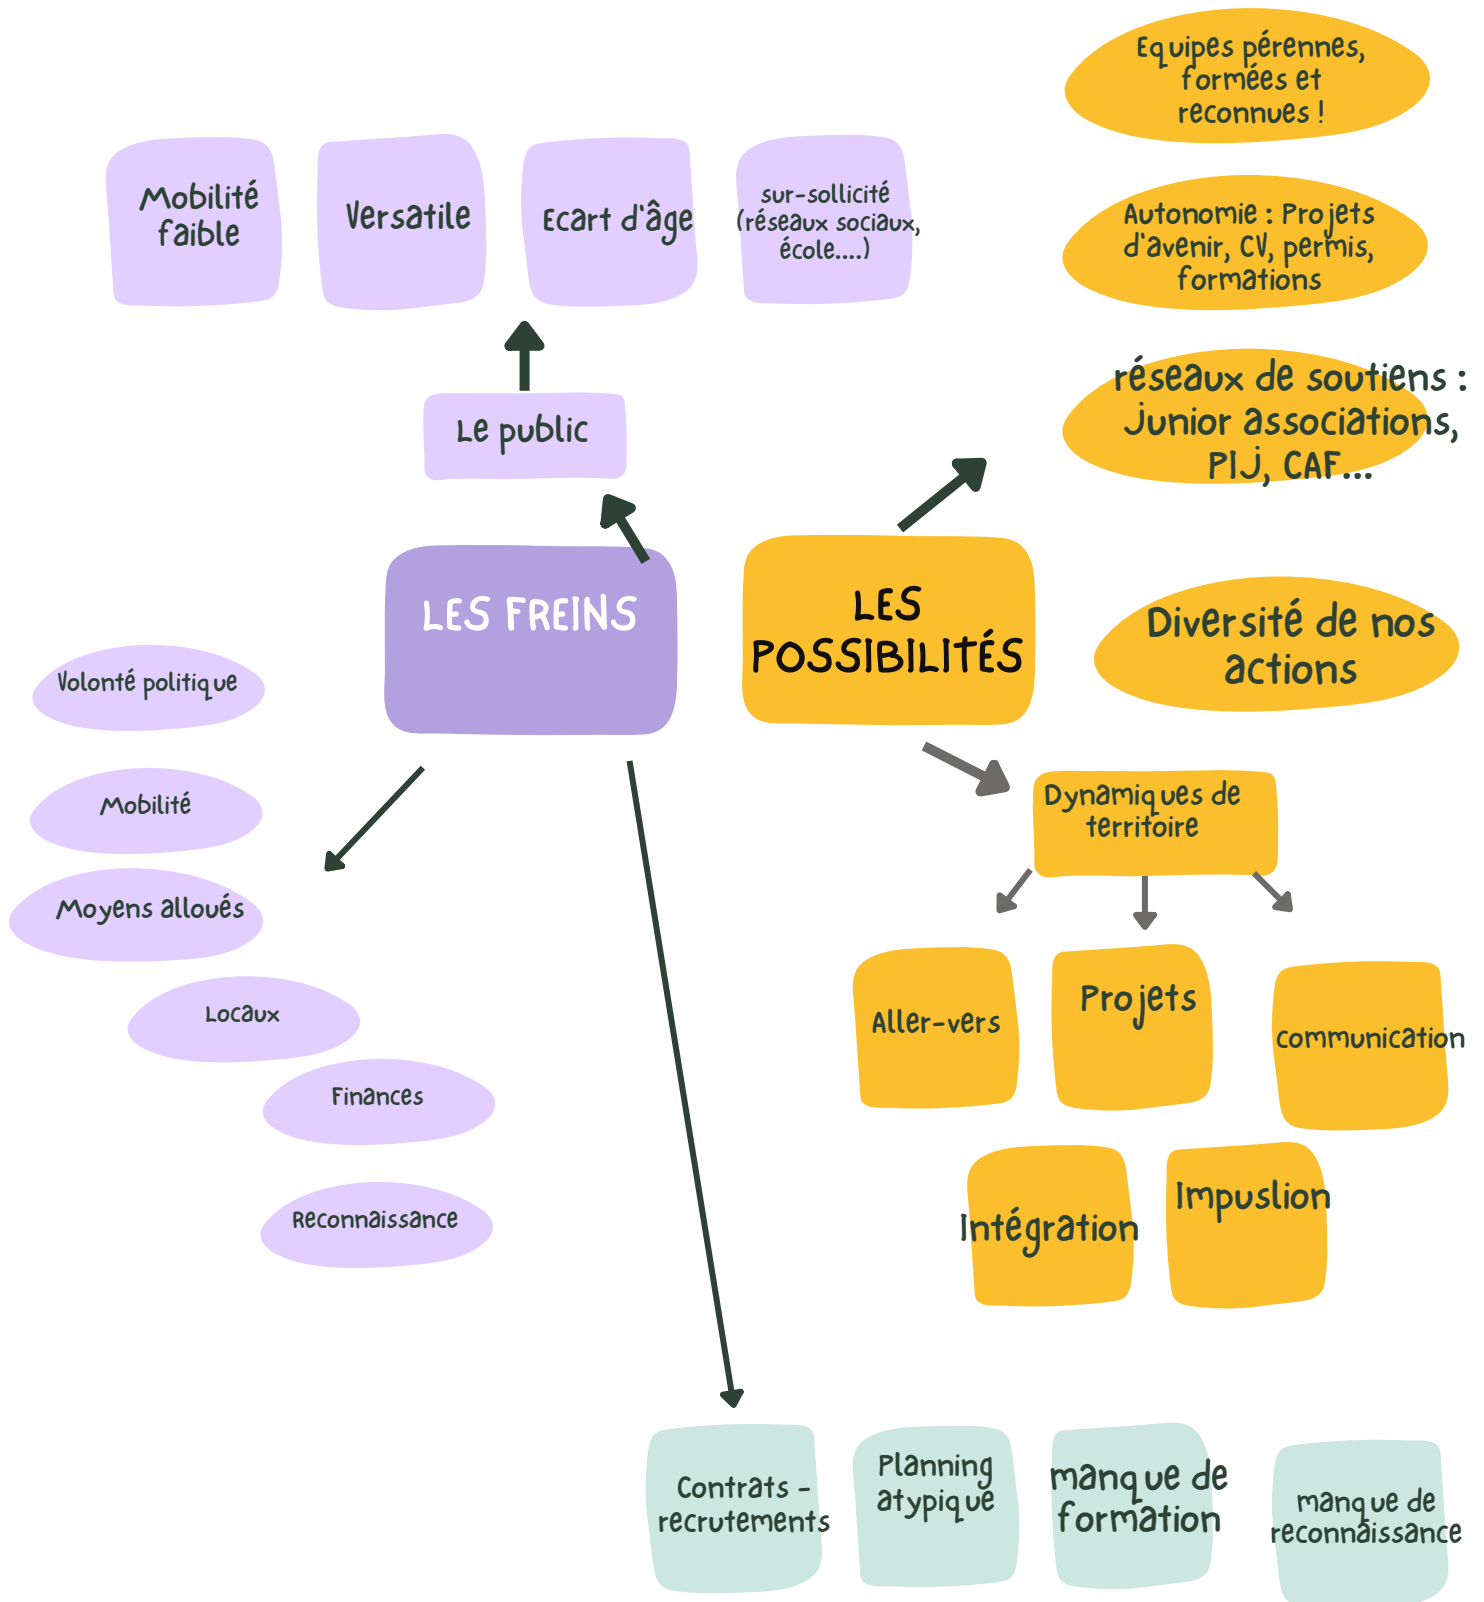 Equipes pérennes,
formées et
reconnues !
Autonomie : Projets
d'avenir, CV, permis,
formations
réseaux de soutiens :
Junior associations,
PIJ, CAF...
Mobilité
faible
Versatile
Ecart d'âge
sur-sollicité
(réseaux sociaux,
école....)
Le public
LES FREINS
LES
POSSIBILITÉS
Diversité de nos
actions
Volonté politique
Mobilité
Moyens alloués
Locaux
Finances
Reconnaissance
Dynamiques de
territoire
Aller-vers
Projets
communication
Intégration
Impuslion
Contrats -
recrutements
Planning
atypique
manque de
formation
manque de
reconnaissance